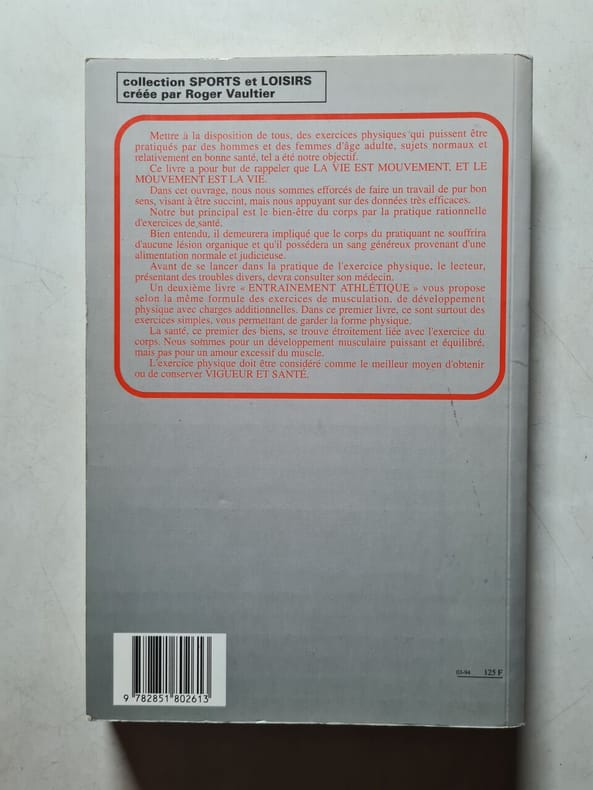 collection SPORTS et LOISIRS
créée par Roger Vaultier
Mettre à la disposition de tous, des exercices physiques qui puissent être
pratiqués par des hommes et des femmes d'âge adulte, sujets normaux et
relativement en bonne santé, tel a été notre objectif.
Ce livre a pour but de rappeler que LA VIE EST MOUVEMENT, ET LE
MOUVEMENT EST LA VIE.
Dans cet ouvrage, nous nous sommes efforcés de faire un travail de pur bon
sens, visant à être succint, mais nous appuyant sur des données très efficaces.
Notre but principal est le bien-être du corps par la pratique rationnelle
d'exercices de santé.
Bien entendu, il demeurera impliqué que le corps du pratiquant ne souffrira
d'aucune lésion organique et qu'il possédera un sang généreux provenant d'une
alimentation normale et judicieuse.
Avant de se lancer dans la pratique de l'exercice physique, le lecteur,
présentant des troubles divers, devra consulter son médecin.
Un deuxième livre « ENTRAINEMENT ATHLÉTIQUE » vous propose
selon la même formule des exercices de musculation, de développement
physique avec charges additionnelles. Dans ce premier livre, ce sont surtout des
exercices simples, vous permettant de garder la forme physique.
La santé, ce premier des biens, se trouve étroitement liée avec l'exercice du
corps. Nous sommes pour un développement musculaire puissant et équilibré,
mais pas pour un amour excessif du muscle.
L'exercice physique doit être considéré comme le meilleur moyen d'obtenir
ou de conserver VIGUEUR ET SANTÉ.
03-94 125 F
9 782851 802613